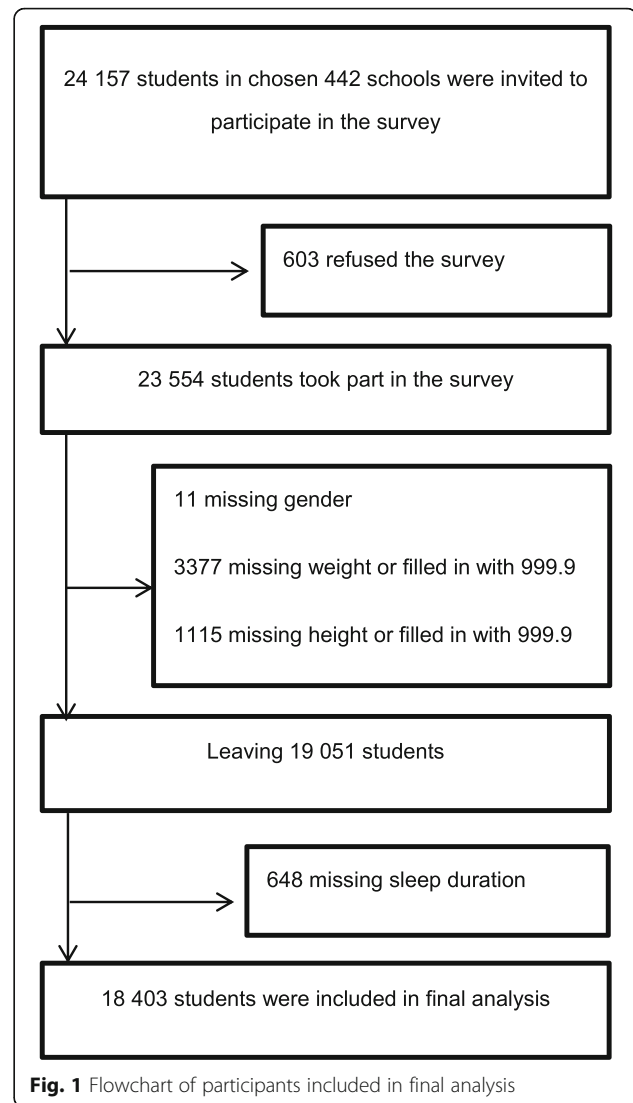 24 157 students in chosen 442 schools were invited to
participate in the survey
603 refused the survey
23 554 students took part in the survey
11 missing gender
3377 missing weight or filled in with 999.9
1115 missing height or filled in with 999.9
Leaving 19 051 students
648 missing sleep duration
18 403 students were included in final analysis
Fig. 1 Flowchart of participants included in final analysis